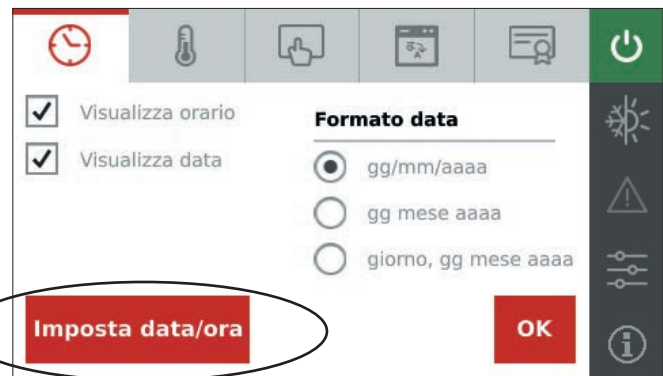 Visualizza orario
Visualizza data
Formato data
gg/mm/aaaa
gg mese aaaa
giorno, gg mese aaaa
Imposta data/ora
OK